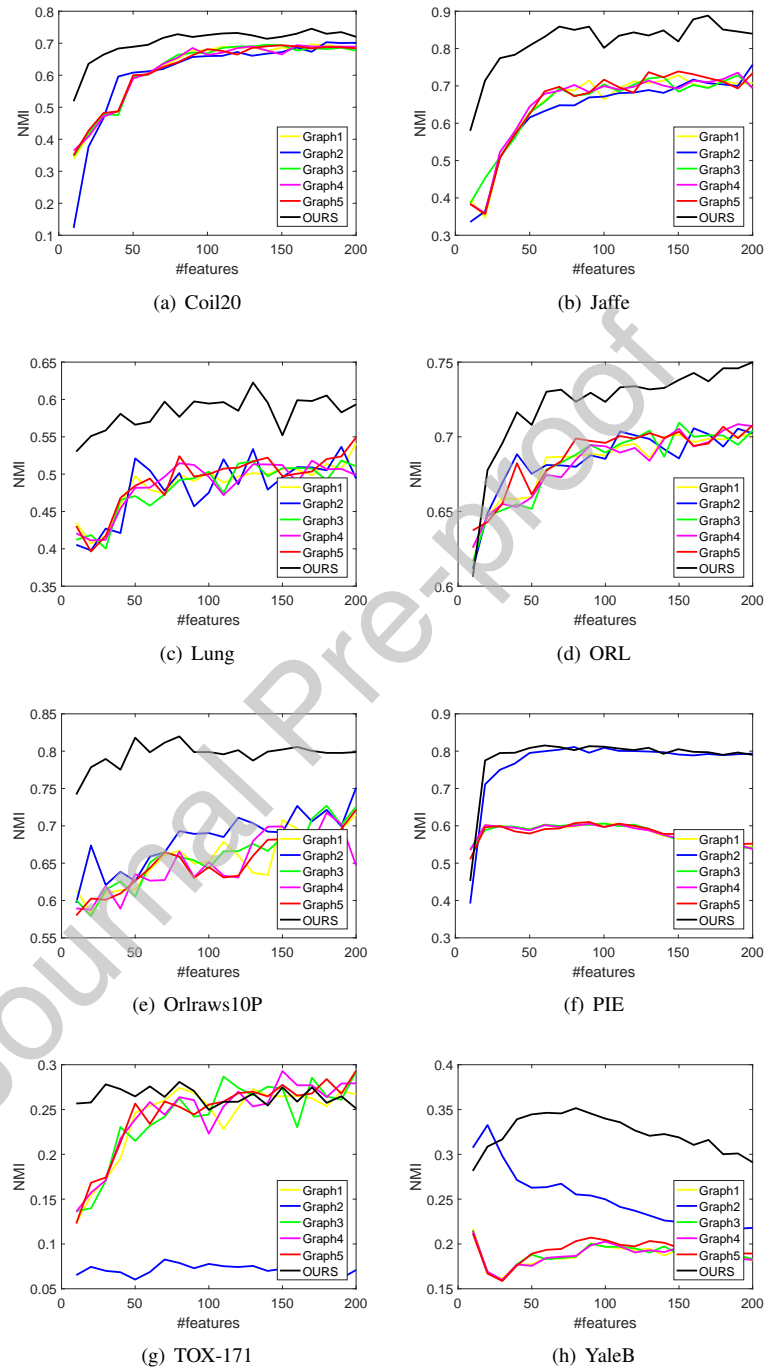 0.8
0.7
0.6
0.5
0.4
0.3
0.2
0.1
NMI
0 50 100 150 200
#features
Graph1
Graph2
Graph3
Graph4
Graph5
OURS
(a) Coil20
0.9
0.8
0.7
0.6
0.5
0.4
0.3
NMI
0 50 100 150 200
#features
Graph1
Graph2
Graph3
Graph4
Graph5
OURS
(b) Jaffe
0.65
0.6
0.55
0.5
0.45
0.4
0.35
NMI
0 50 100 150 200
#features
Graph1
Graph2
Graph3
Graph4
Graph5
OURS
(c) Lung
0.75
0.7
0.65
0.6
NMI
0 50 100 150 200
#features
Graph1
Graph2
Graph3
Graph4
Graph5
OURS
(d) ORL
0.85
0.8
0.75
0.7
0.65
0.6
0.55
NMI
0 50 100 150 200
#features
Graph1
Graph2
Graph3
Graph4
Graph5
OURS
(e) Orlraws10P
0.9
0.8
0.7
0.6
0.5
0.4
0.3
NMI
0 50 100 150 200
#features
Graph1
Graph2
Graph3
Graph4
Graph5
OURS
(f) PIE
0.3
0.25
0.2
0.15
0.1
0.05
NMI
0 50 100 150 200
#features
Graph1
Graph2
Graph3
Graph4
Graph5
OURS
(g) TOX-171
0.4
0.35
0.3
0.25
0.2
0.15
NMI
0 50 100 150 200
#features
Graph1
Graph2
Graph3
Graph4
Graph5
OURS
(h) YaleB
Journal Pre-proof